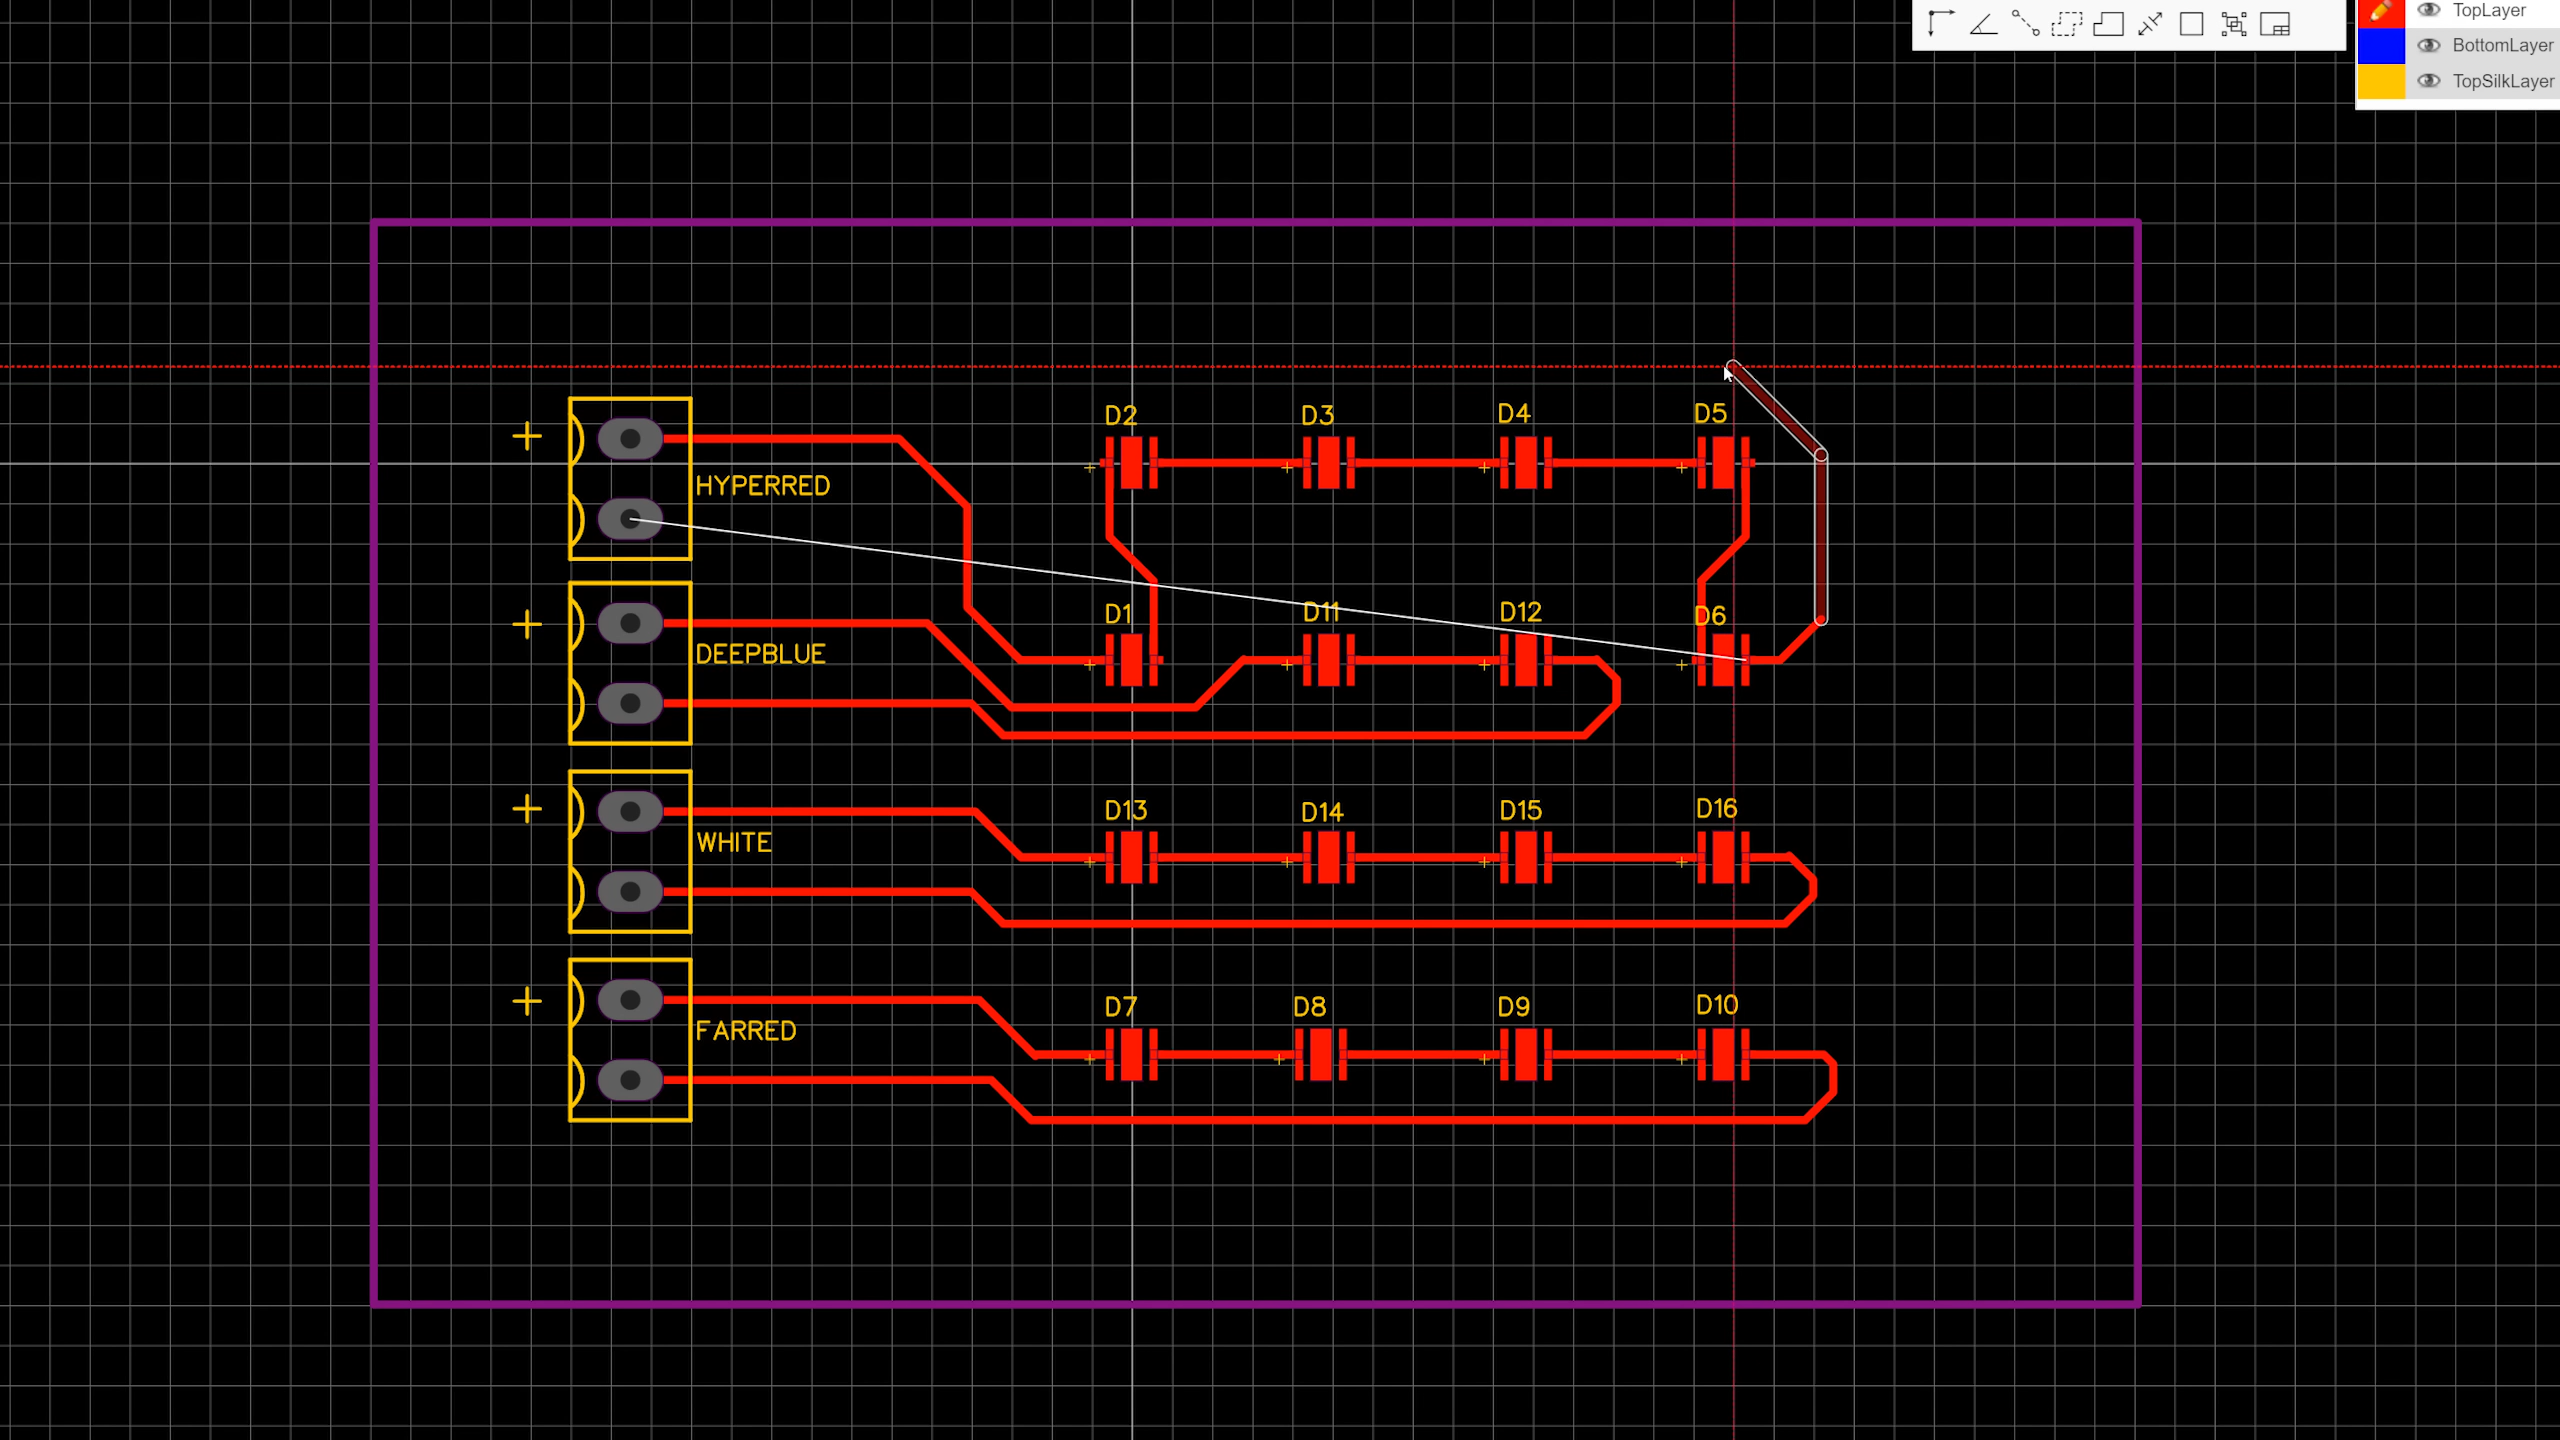 TopLayer
BottomLayer
TopSilkLayer
D2 D3 D4 D5
+
HYPERRED
D1 D11 D12 D6
+
DEEPBLUE
D13 D14 D15 D16
+
WHITE
D7 D8 D9 D10
+
FARRED